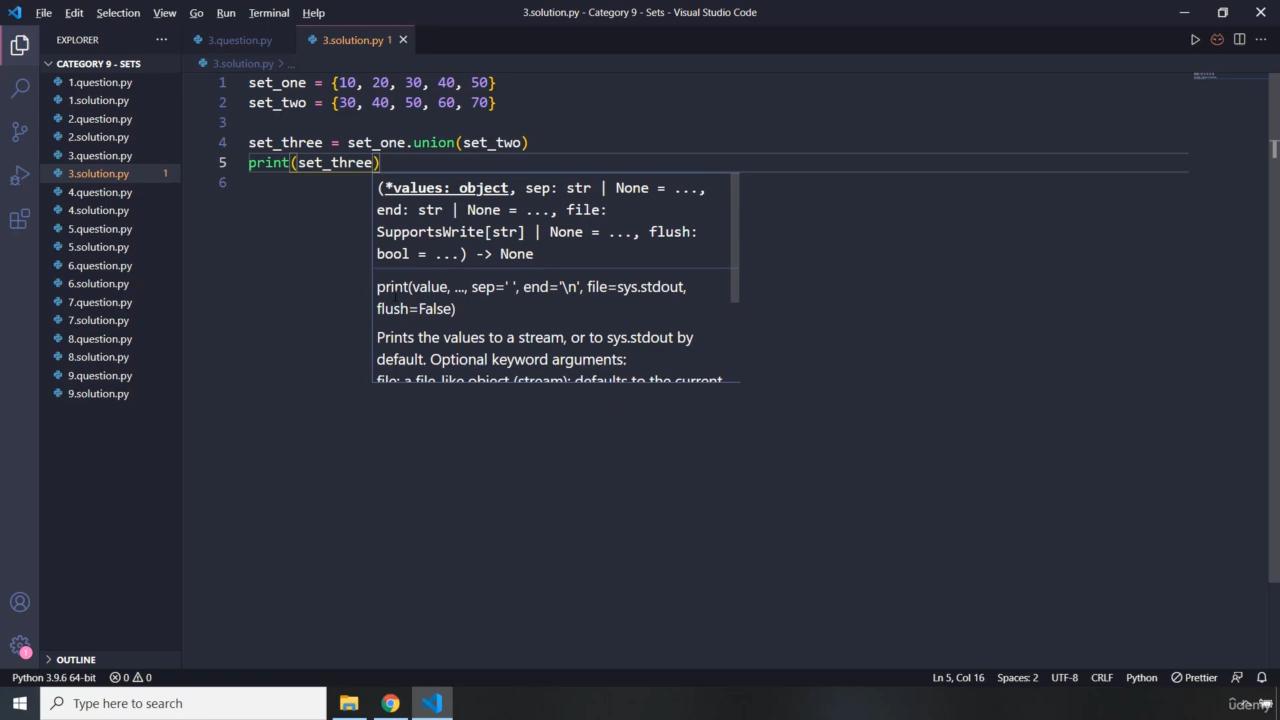 File Edit Selection View Go Run Terminal Help
3.solution.py - Category 9 - Sets - Visual Studio Code
EXPLORER
3.question.py
3.solution.py 1
CATEGORY 9 - SETS
1.question.py
1.solution.py
2.question.py
2.solution.py
3.question.py
3.solution.py 1
4.question.py
4.solution.py
5.question.py
5.solution.py
6.question.py
6.solution.py
7.question.py
7.solution.py
8.question.py
8.solution.py
9.question.py
9.solution.py
OUTLINE
3.solution.py > ...
1 set_one = {10, 20, 30, 40, 50}
2 set_two = {30, 40, 50, 60, 70}
3
4 set_three = set_one.union(set_two)
5 print(set_three)
6
(*values: object, sep: str | None = ...,
end: str | None = ..., file:
SupportsWrite[str] | None = ..., flush:
bool = ...) -> None
print(value, ..., sep=' ', end='\n', file=sys.stdout,
flush=False)
Prints the values to a stream, or to sys.stdout by
default. Optional keyword arguments:
file: a file-like object (stream); defaults to the current
1
Python 3.9.6 64-bit 0 0
Ln 5, Col 16 Spaces: 2 UTF-8 CRLF Python Prettier
Type here to search
udemy